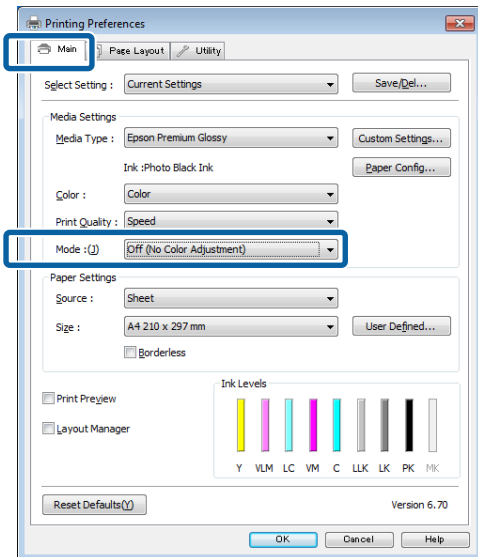 Printing Preferences
Main Page Layout Utility
Select Setting : Current Settings Save/Del...
Media Settings
Media Type : Epson Premium Glossy Custom Settings...
Ink :Photo Black Ink Paper Config...
Color : Color
Print Quality : Speed
Mode :(J) Off (No Color Adjustment)
Paper Settings
Source : Sheet
Size : A4 210 x 297 mm User Defined...
Borderless
Ink Levels
Print Preview
Layout Manager
Y VLM LC VM C LLK LK PK MK
Reset Defaults(Y) Version 6.70
OK Cancel Help